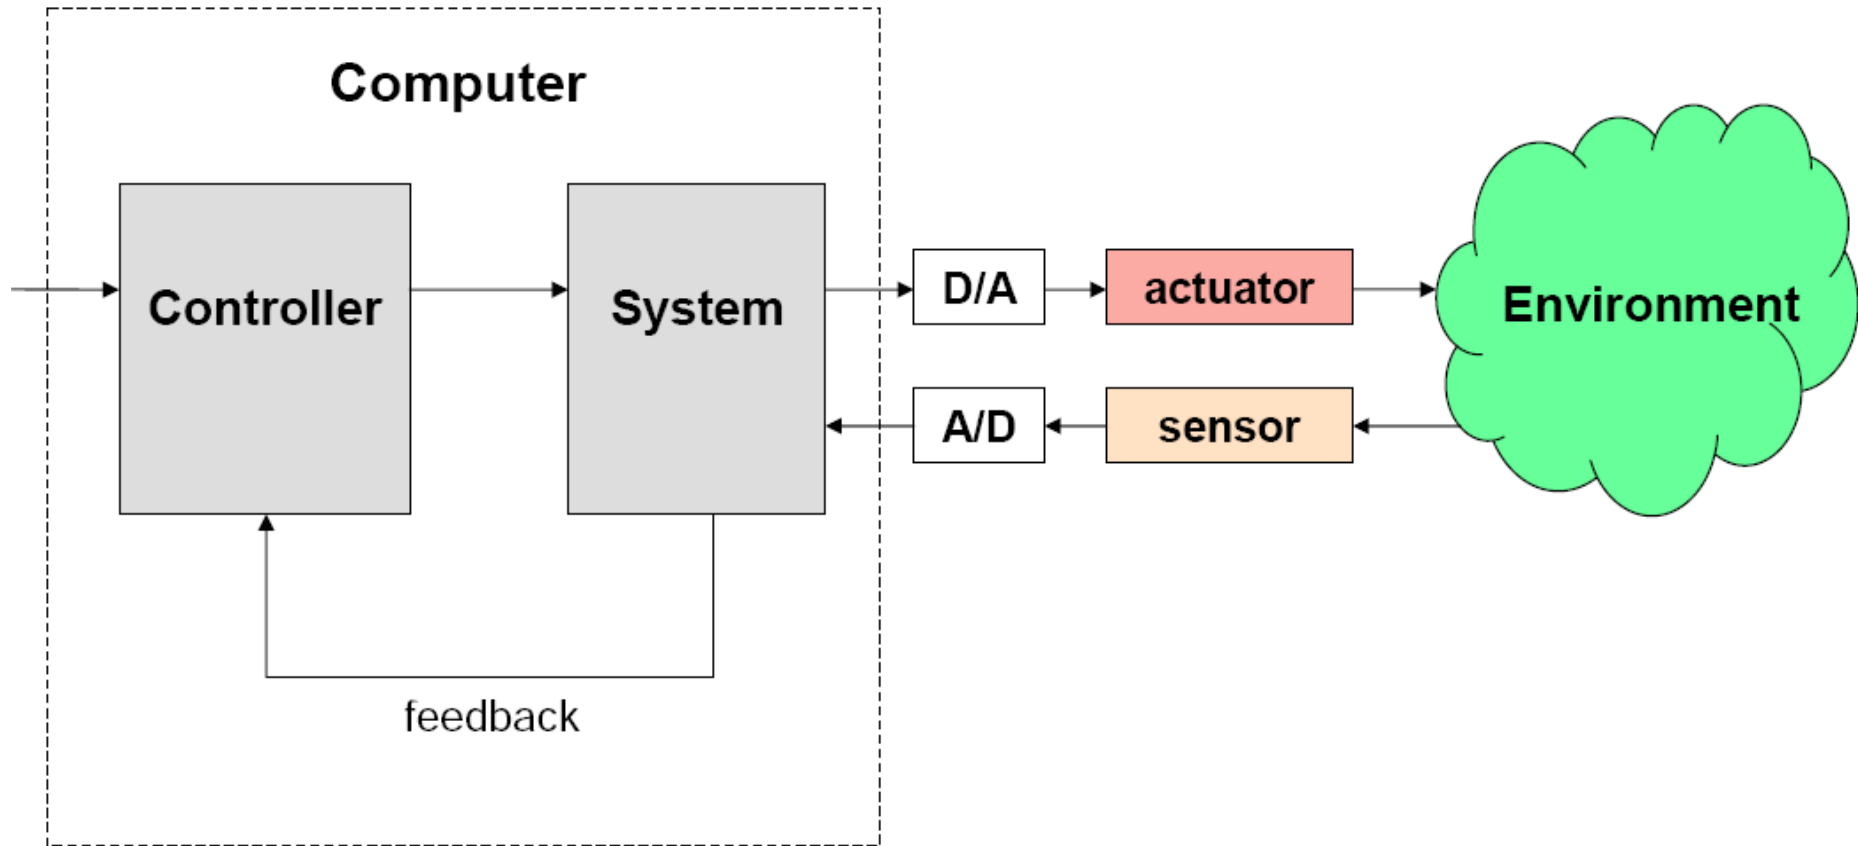 Computer
Controller
System
D/A
actuator
Environment
A/D
sensor
feedback